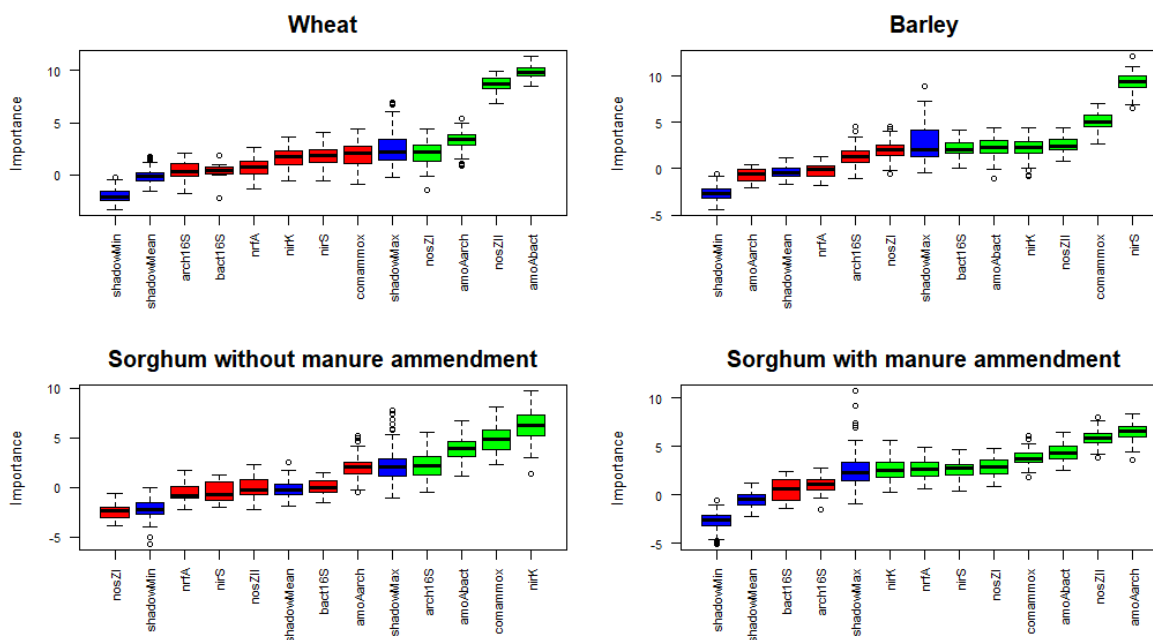 Wheat
Importance
10
5
0
shadowMin
shadowMean
arch16S
bact16S
nrfA
nirK
nirS
comammox
shadowMax
nosZI
amoAarch
nosZII
amoAbact
Barley
Importance
10
5
0
-5
shadowMin
amoAarch
shadowMean
nrfA
arch16S
nosZI
shadowMax
bact16S
amoAbact
nirK
nosZII
comammox
nirS
Sorghum without manure ammendment
Importance
10
5
0
-5
nosZI
shadowMin
nrfA
nirS
nosZII
shadowMean
bact16S
amoAarch
shadowMax
arch16S
amoAbact
comammox
nirK
Sorghum with manure ammendment
Importance
10
5
0
-5
shadowMin
shadowMean
bact16S
arch16S
shadowMax
nirK
nrfA
nirS
nosZI
comammox
amoAbact
nosZII
amoAarch